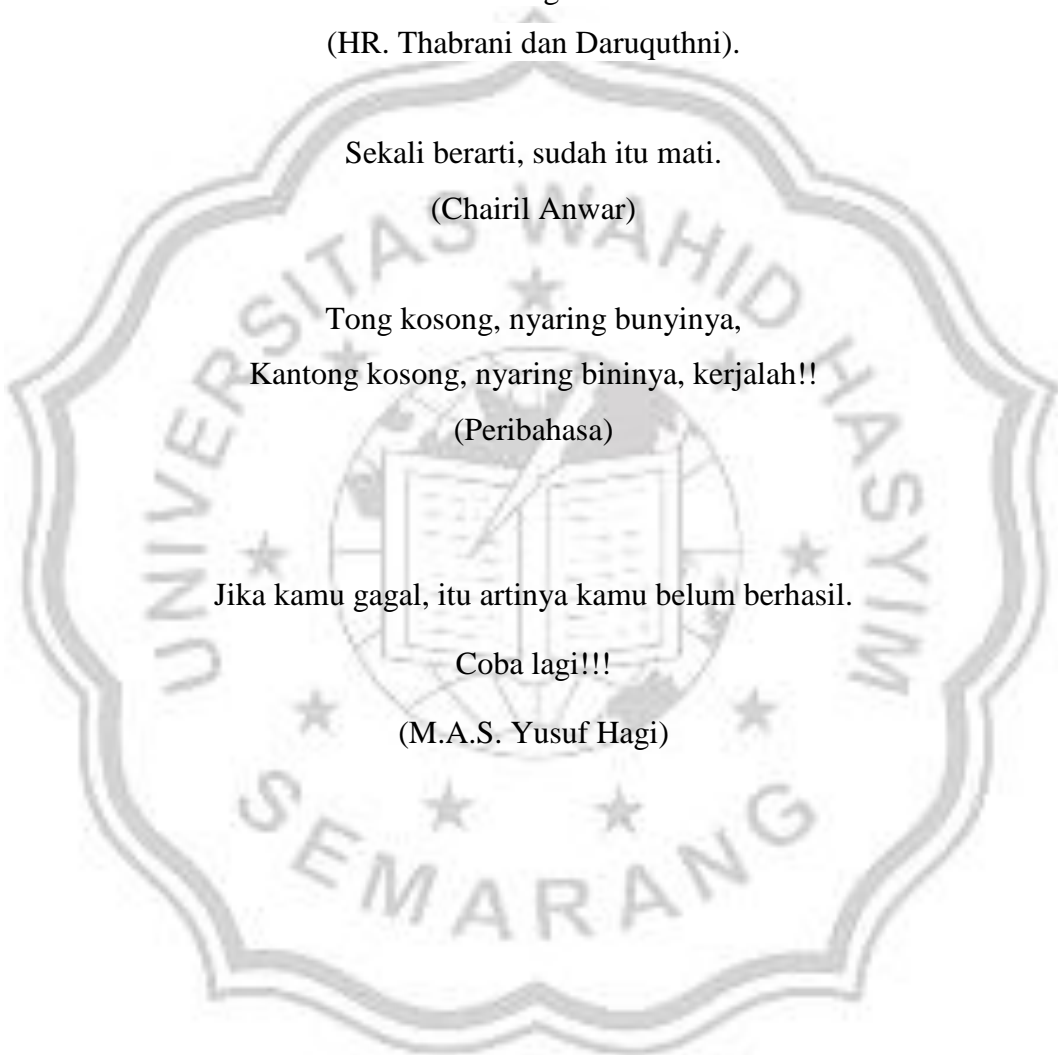 (HR. Thabrani dan Daruquthni).
Sekali berarti, sudah itu mati.
(Chairil Anwar)
Tong kosong, nyaring bunyinya,
Kantong kosong, nyaring bininya, kerjalah!!
(Peribahasa)
Jika kamu gagal, itu artinya kamu belum berhasil.
Coba lagi!!!
(M.A.S. Yusuf Hagi)
UNIVERSITAS WAHID HASYIM
SEMARANG